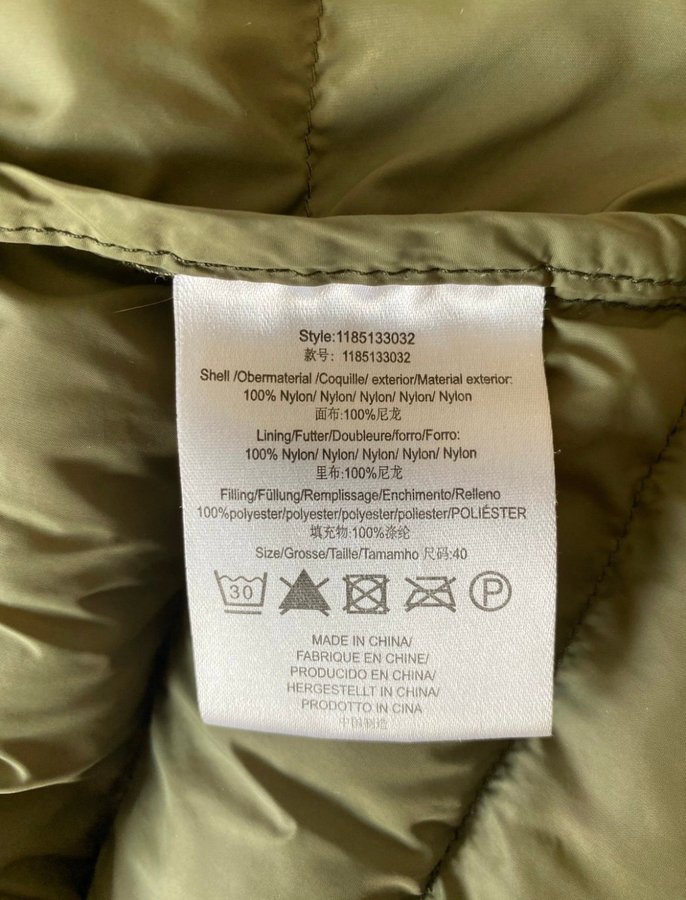 Style:1185133032
款号: 1185133032
Shell /Obermaterial /Coquille/ exterior/Material exterior:
100% Nylon/ Nylon/ Nylon/ Nylon/ Nylon
面布:100%尼龙
Lining/Futter/Doubleure/forro/Forro:
100% Nylon/ Nylon/ Nylon/ Nylon/ Nylon
里布:100%尼龙
Filling/Füllung/Remplissage/Enchimento/Relleno
100%polyester/polyester/polyester/poliester/POLIÉSTER
填充物:100%涤纶
Size/Grosse/Taille/Tamamho 尺码:40
30 P
MADE IN CHINA/
FABRIQUE EN CHINE/
PRODUCIDO EN CHINA/
HERGESTELLT IN CHINA/
PRODOTTO IN CINA
中国制造